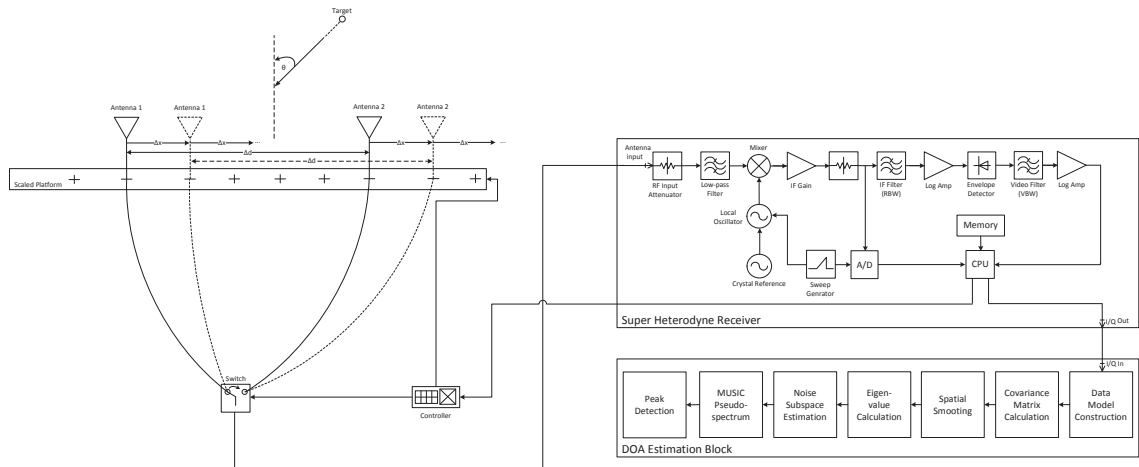 Target
θ
Antenna 1
Antenna 1
Antenna 2
Antenna 2
Δx
Δx
...
Δx
Δx
...
Δd
Δd
Scaled Platform
Switch
Controller
Antenna
input
RF Input
Attenuator
Low-pass
Filter
Mixer
IF Gain
IF Filter
(RBW)
Log Amp
Envelope
Detector
Video Filter
(VBW)
Log Amp
Local
Oscillator
Crystal Reference
Sweep
Genrator
A/D
Memory
CPU
Super Heterodyne Receiver
I/Q Out
I/Q In
Peak
Detection
MUSIC
Pseudo-
spectrum
Noise
Subspace
Estimation
Eigen-
value
Calculation
Spatial
Smooting
Covariance
Matrix
Calculation
Data
Model
Construction
DOA Estimation Block